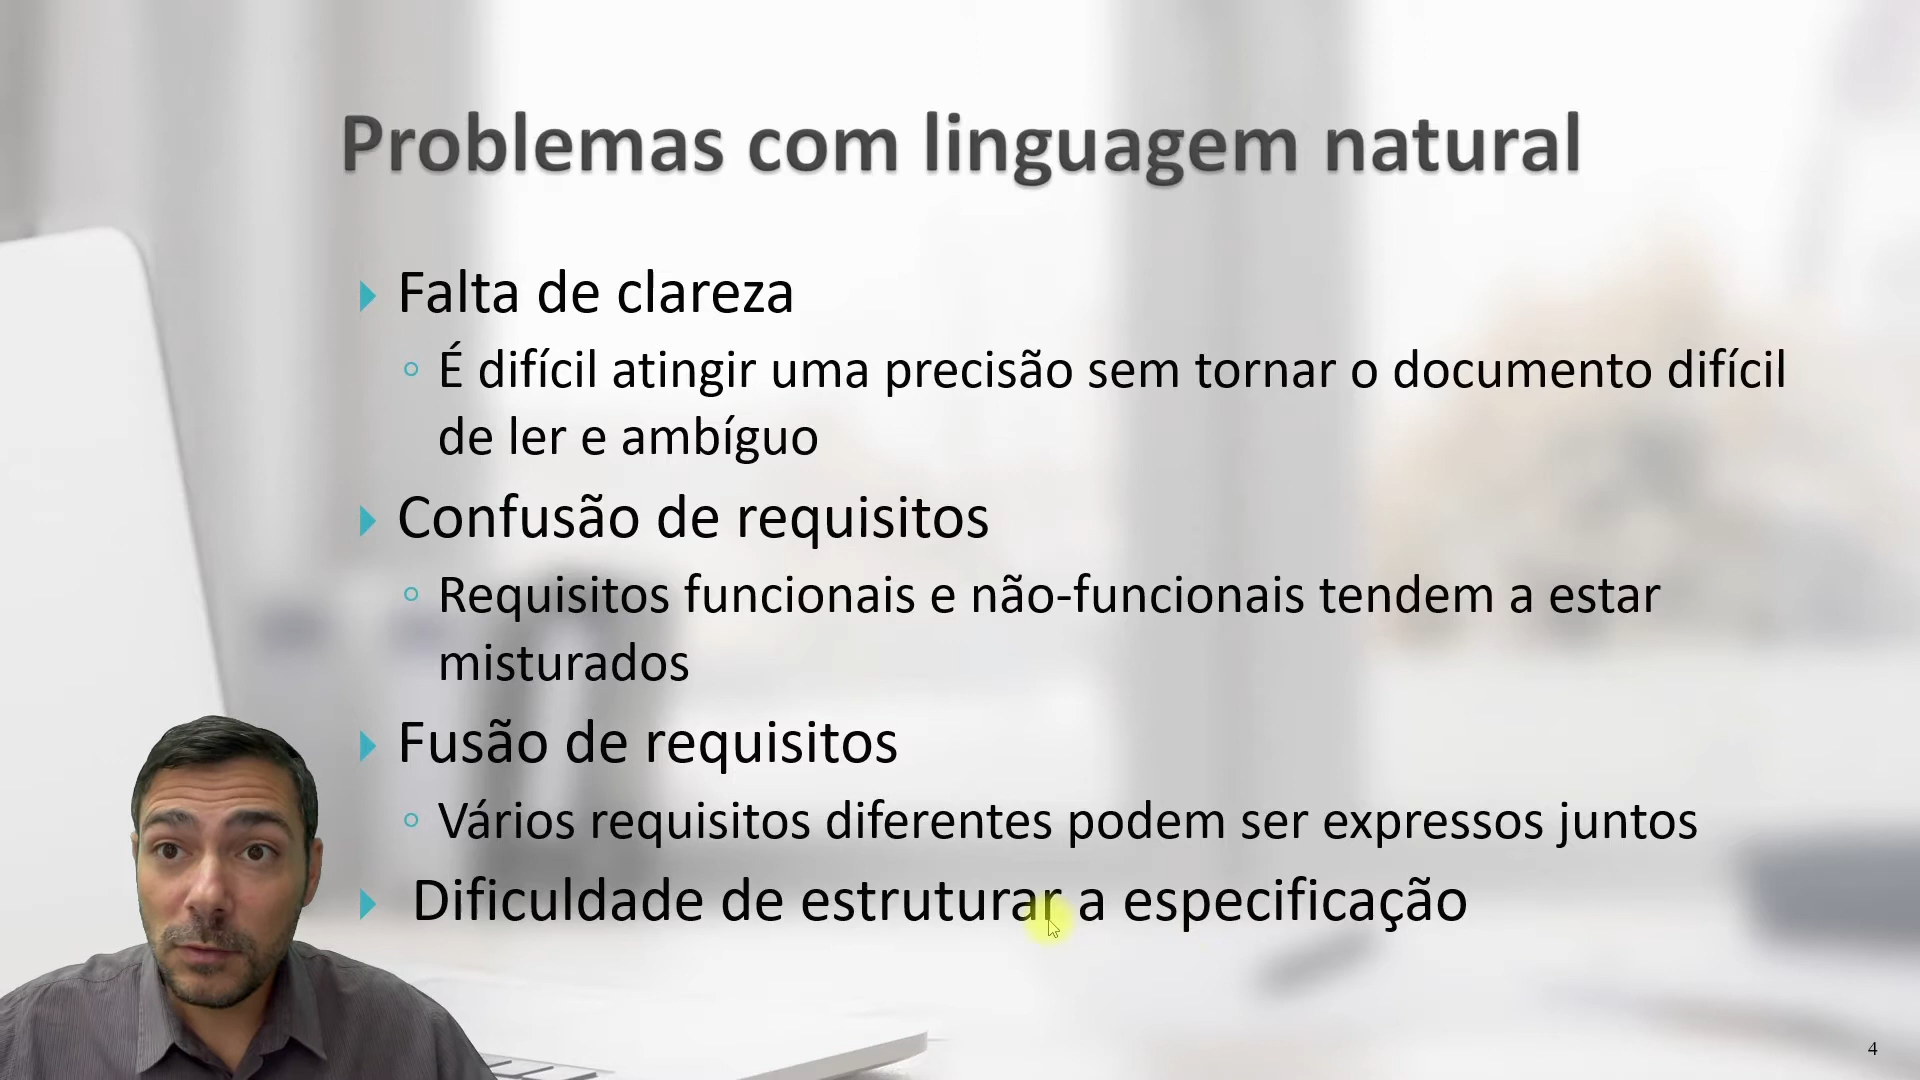 Problemas com linguagem natural
Falta de clareza
É difícil atingir uma precisão sem tornar o documento difícil
de ler e ambíguo
Confusão de requisitos
Requisitos funcionais e não-funcionais tendem a estar
misturados
Fusão de requisitos
Vários requisitos diferentes podem ser expressos juntos
Dificuldade de estruturar a especificação
4